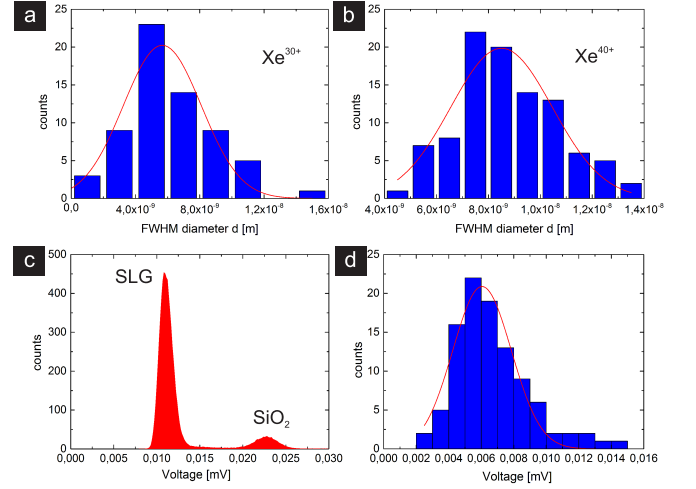 a
25
20
15
10
5
0
counts
Xe³⁰⁺
0,0 4,0x10⁻⁹ 8,0x10⁻⁹ 1,2x10⁻⁸ 1,6x10⁻⁸
FWHM diameter d [m]
b
25
20
15
10
5
0
counts
Xe⁴⁰⁺
4,0x10⁻⁹ 6,0x10⁻⁹ 8,0x10⁻⁹ 1,0x10⁻⁸ 1,2x10⁻⁸ 1,4x10⁻⁸
FWHM diameter d [m]
c
500
400
300
200
100
0
counts
SLG
SiO₂
0,000 0,005 0,010 0,015 0,020 0,025 0,030
Voltage [mV]
d
25
20
15
10
5
0
counts
0,000 0,002 0,004 0,006 0,008 0,010 0,012 0,014 0,016
Voltage [mV]